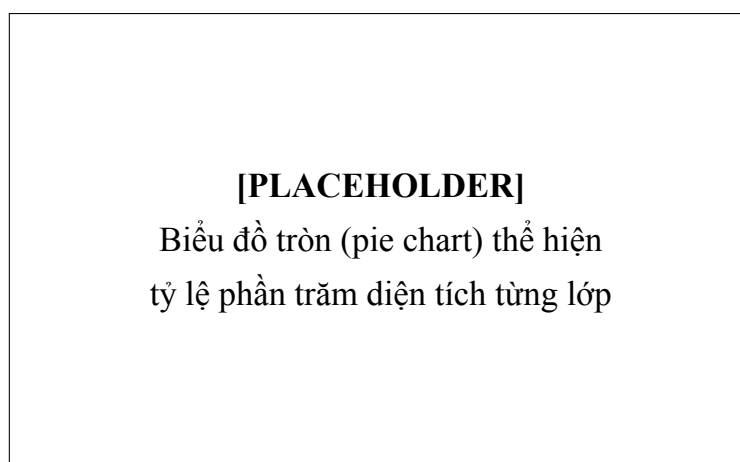 [PLACEHOLDER]
Biểu đồ tròn (pie chart) thể hiện
tỷ lệ phần trăm diện tích từng lớp